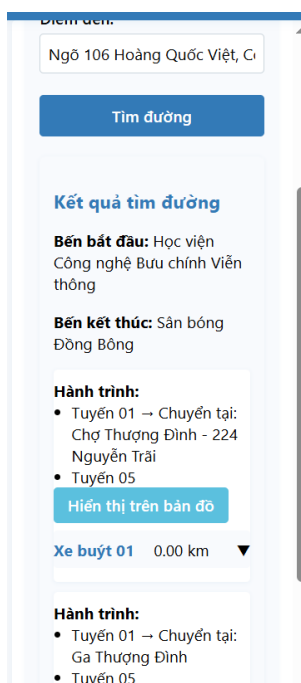 Điểm đến:
Ngõ 106 Hoàng Quốc Việt, Cổ
Tìm đường
Kết quả tìm đường
Bến bắt đầu: Học viện
Công nghệ Bưu chính Viễn
thông
Bến kết thúc: Sân bóng
Đồng Bông
Hành trình:
• Tuyến 01 → Chuyển tại:
Chợ Thượng Đình - 224
Nguyễn Trãi
• Tuyến 05
Hiển thị trên bản đồ
Xe buýt 01 0.00 km ▼
Hành trình:
• Tuyến 01 → Chuyển tại:
Ga Thượng Đình
• Tuyến 05